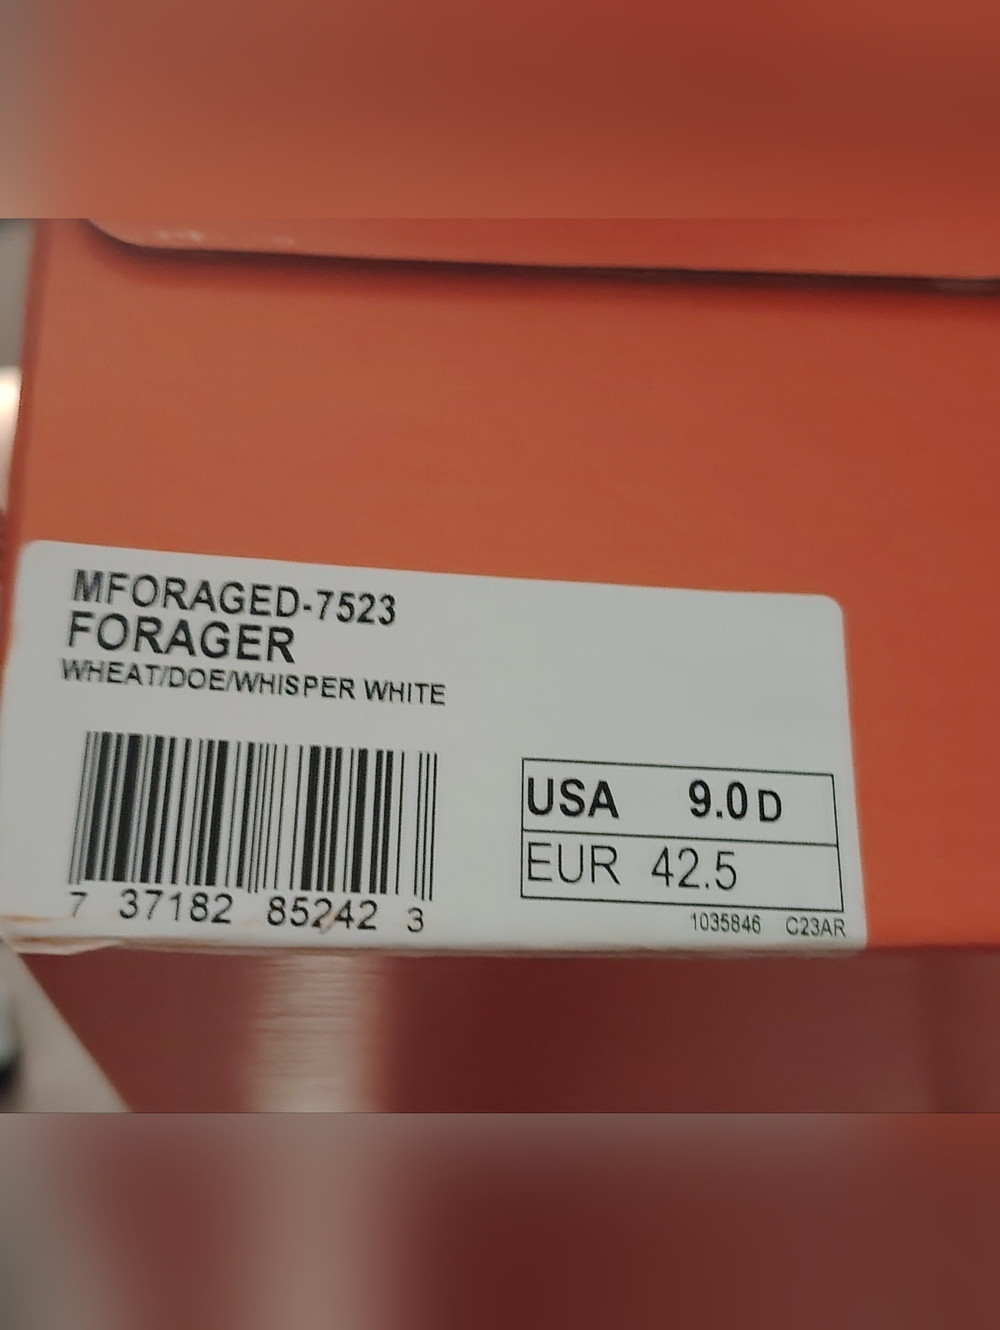 MFORAGED-7523
FORAGER
WHEAT/DOE/WHISPER WHITE
USA 9.0 D
EUR 42.5
7 37182 85242 3
1035846 C23AR